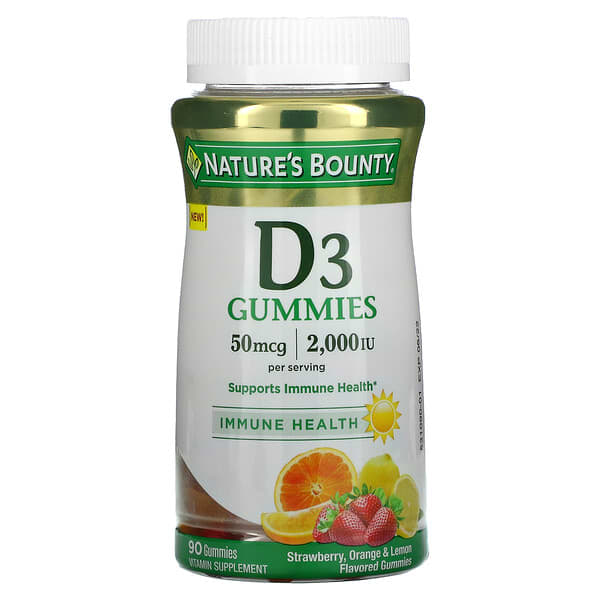 NATURE'S BOUNTY®
NEW!
D3
GUMMIES
50mcg | 2,000 IU
per serving
Supports Immune Health*
IMMUNE HEALTH
Strawberry, Orange & Lemon
Flavored Gummies
90 Gummies
VITAMIN SUPPLEMENT